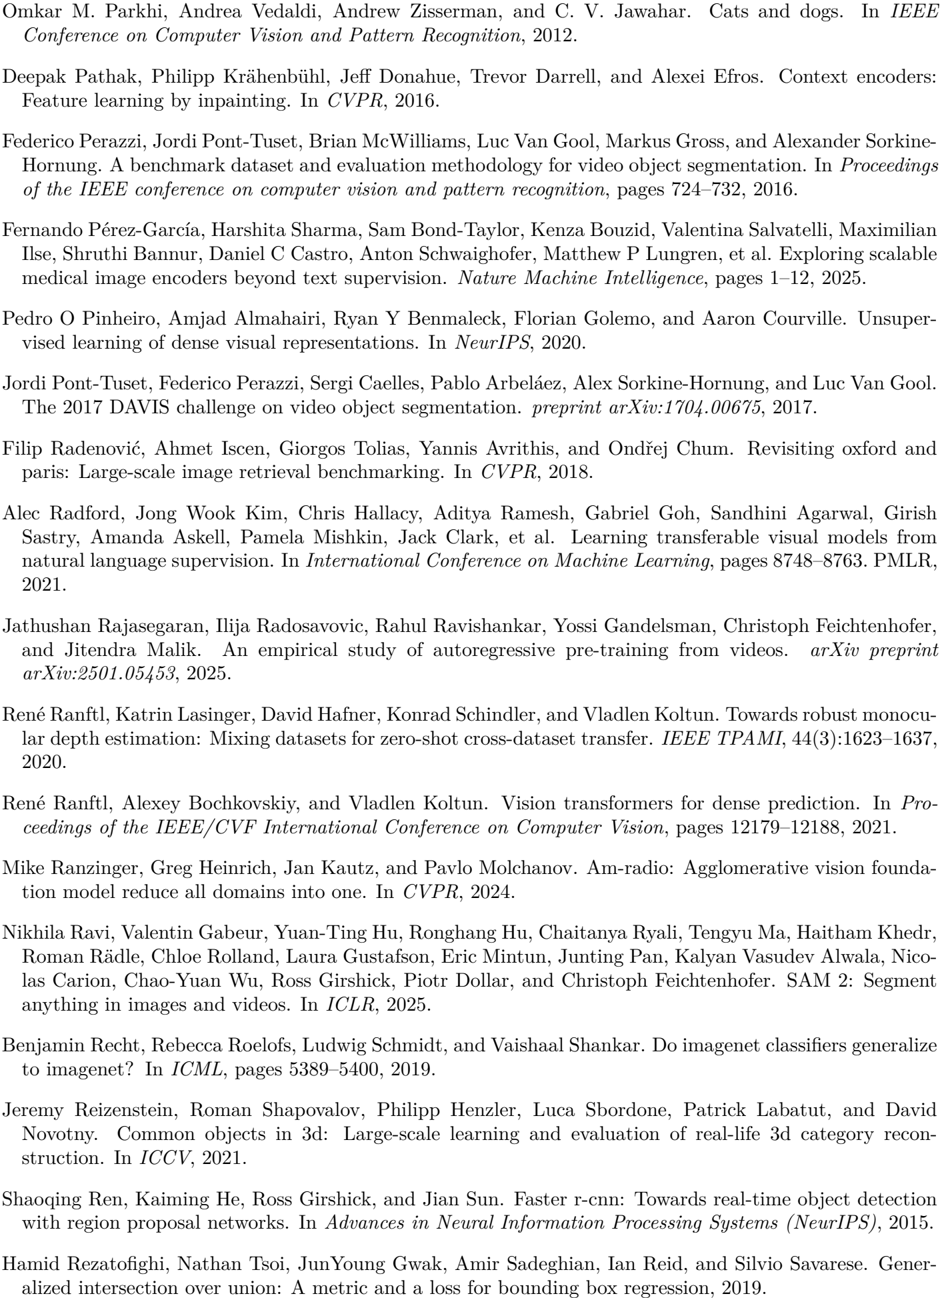 Omkar M. Parkhi, Andrea Vedaldi, Andrew Zisserman, and C. V. Jawahar. Cats and dogs. In IEEE
Conference on Computer Vision and Pattern Recognition, 2012.
Deepak Pathak, Philipp Krähenbühl, Jeff Donahue, Trevor Darrell, and Alexei Efros. Context encoders:
Feature learning by inpainting. In CVPR, 2016.
Federico Perazzi, Jordi Pont-Tuset, Brian McWilliams, Luc Van Gool, Markus Gross, and Alexander Sorkine-
Hornung. A benchmark dataset and evaluation methodology for video object segmentation. In Proceedings
of the IEEE conference on computer vision and pattern recognition, pages 724–732, 2016.
Fernando Pérez-García, Harshita Sharma, Sam Bond-Taylor, Kenza Bouzid, Valentina Salvatelli, Maximilian
Ilse, Shruthi Bannur, Daniel C Castro, Anton Schwaighofer, Matthew P Lungren, et al. Exploring scalable
medical image encoders beyond text supervision. Nature Machine Intelligence, pages 1–12, 2025.
Pedro O Pinheiro, Amjad Almahairi, Ryan Y Benmaleck, Florian Golemo, and Aaron Courville. Unsuper-
vised learning of dense visual representations. In NeurIPS, 2020.
Jordi Pont-Tuset, Federico Perazzi, Sergi Caelles, Pablo Arbeláez, Alex Sorkine-Hornung, and Luc Van Gool.
The 2017 DAVIS challenge on video object segmentation. preprint arXiv:1704.00675, 2017.
Filip Radenović, Ahmet Iscen, Giorgos Tolias, Yannis Avrithis, and Ondřej Chum. Revisiting oxford and
paris: Large-scale image retrieval benchmarking. In CVPR, 2018.
Alec Radford, Jong Wook Kim, Chris Hallacy, Aditya Ramesh, Gabriel Goh, Sandhini Agarwal, Girish
Sastry, Amanda Askell, Pamela Mishkin, Jack Clark, et al. Learning transferable visual models from
natural language supervision. In International Conference on Machine Learning, pages 8748–8763. PMLR,
2021.
Jathushan Rajasegaran, Ilija Radosavovic, Rahul Ravishankar, Yossi Gandelsman, Christoph Feichtenhofer,
and Jitendra Malik. An empirical study of autoregressive pre-training from videos. arXiv preprint
arXiv:2501.05453, 2025.
René Ranftl, Katrin Lasinger, David Hafner, Konrad Schindler, and Vladlen Koltun. Towards robust monocu-
lar depth estimation: Mixing datasets for zero-shot cross-dataset transfer. IEEE TPAMI, 44(3):1623–1637,
2020.
René Ranftl, Alexey Bochkovskiy, and Vladlen Koltun. Vision transformers for dense prediction. In Pro-
ceedings of the IEEE/CVF International Conference on Computer Vision, pages 12179–12188, 2021.
Mike Ranzinger, Greg Heinrich, Jan Kautz, and Pavlo Molchanov. Am-radio: Agglomerative vision founda-
tion model reduce all domains into one. In CVPR, 2024.
Nikhila Ravi, Valentin Gabeur, Yuan-Ting Hu, Ronghang Hu, Chaitanya Ryali, Tengyu Ma, Haitham Khedr,
Roman Rädle, Chloe Rolland, Laura Gustafson, Eric Mintun, Junting Pan, Kalyan Vasudev Alwala, Nico-
las Carion, Chao-Yuan Wu, Ross Girshick, Piotr Dollar, and Christoph Feichtenhofer. SAM 2: Segment
anything in images and videos. In ICLR, 2025.
Benjamin Recht, Rebecca Roelofs, Ludwig Schmidt, and Vaishaal Shankar. Do imagenet classifiers generalize
to imagenet? In ICML, pages 5389–5400, 2019.
Jeremy Reizenstein, Roman Shapovalov, Philipp Henzler, Luca Sbordone, Patrick Labatut, and David
Novotny. Common objects in 3d: Large-scale learning and evaluation of real-life 3d category recon-
struction. In ICCV, 2021.
Shaoqing Ren, Kaiming He, Ross Girshick, and Jian Sun. Faster r-cnn: Towards real-time object detection
with region proposal networks. In Advances in Neural Information Processing Systems (NeurIPS), 2015.
Hamid Rezatofighi, Nathan Tsoi, JunYoung Gwak, Amir Sadeghian, Ian Reid, and Silvio Savarese. Gener-
alized intersection over union: A metric and a loss for bounding box regression, 2019.